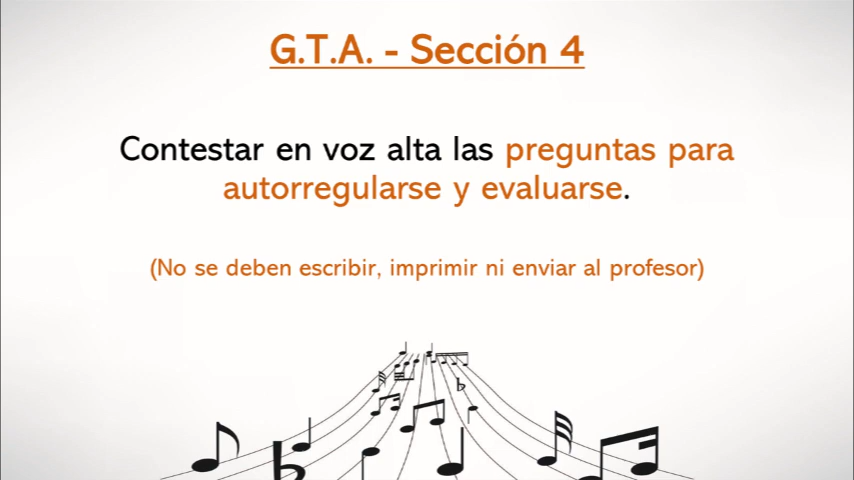 G.T.A. - Sección 4
Contestar en voz alta las preguntas para
autorregularse y evaluarse.
(No se deben escribir, imprimir ni enviar al profesor)